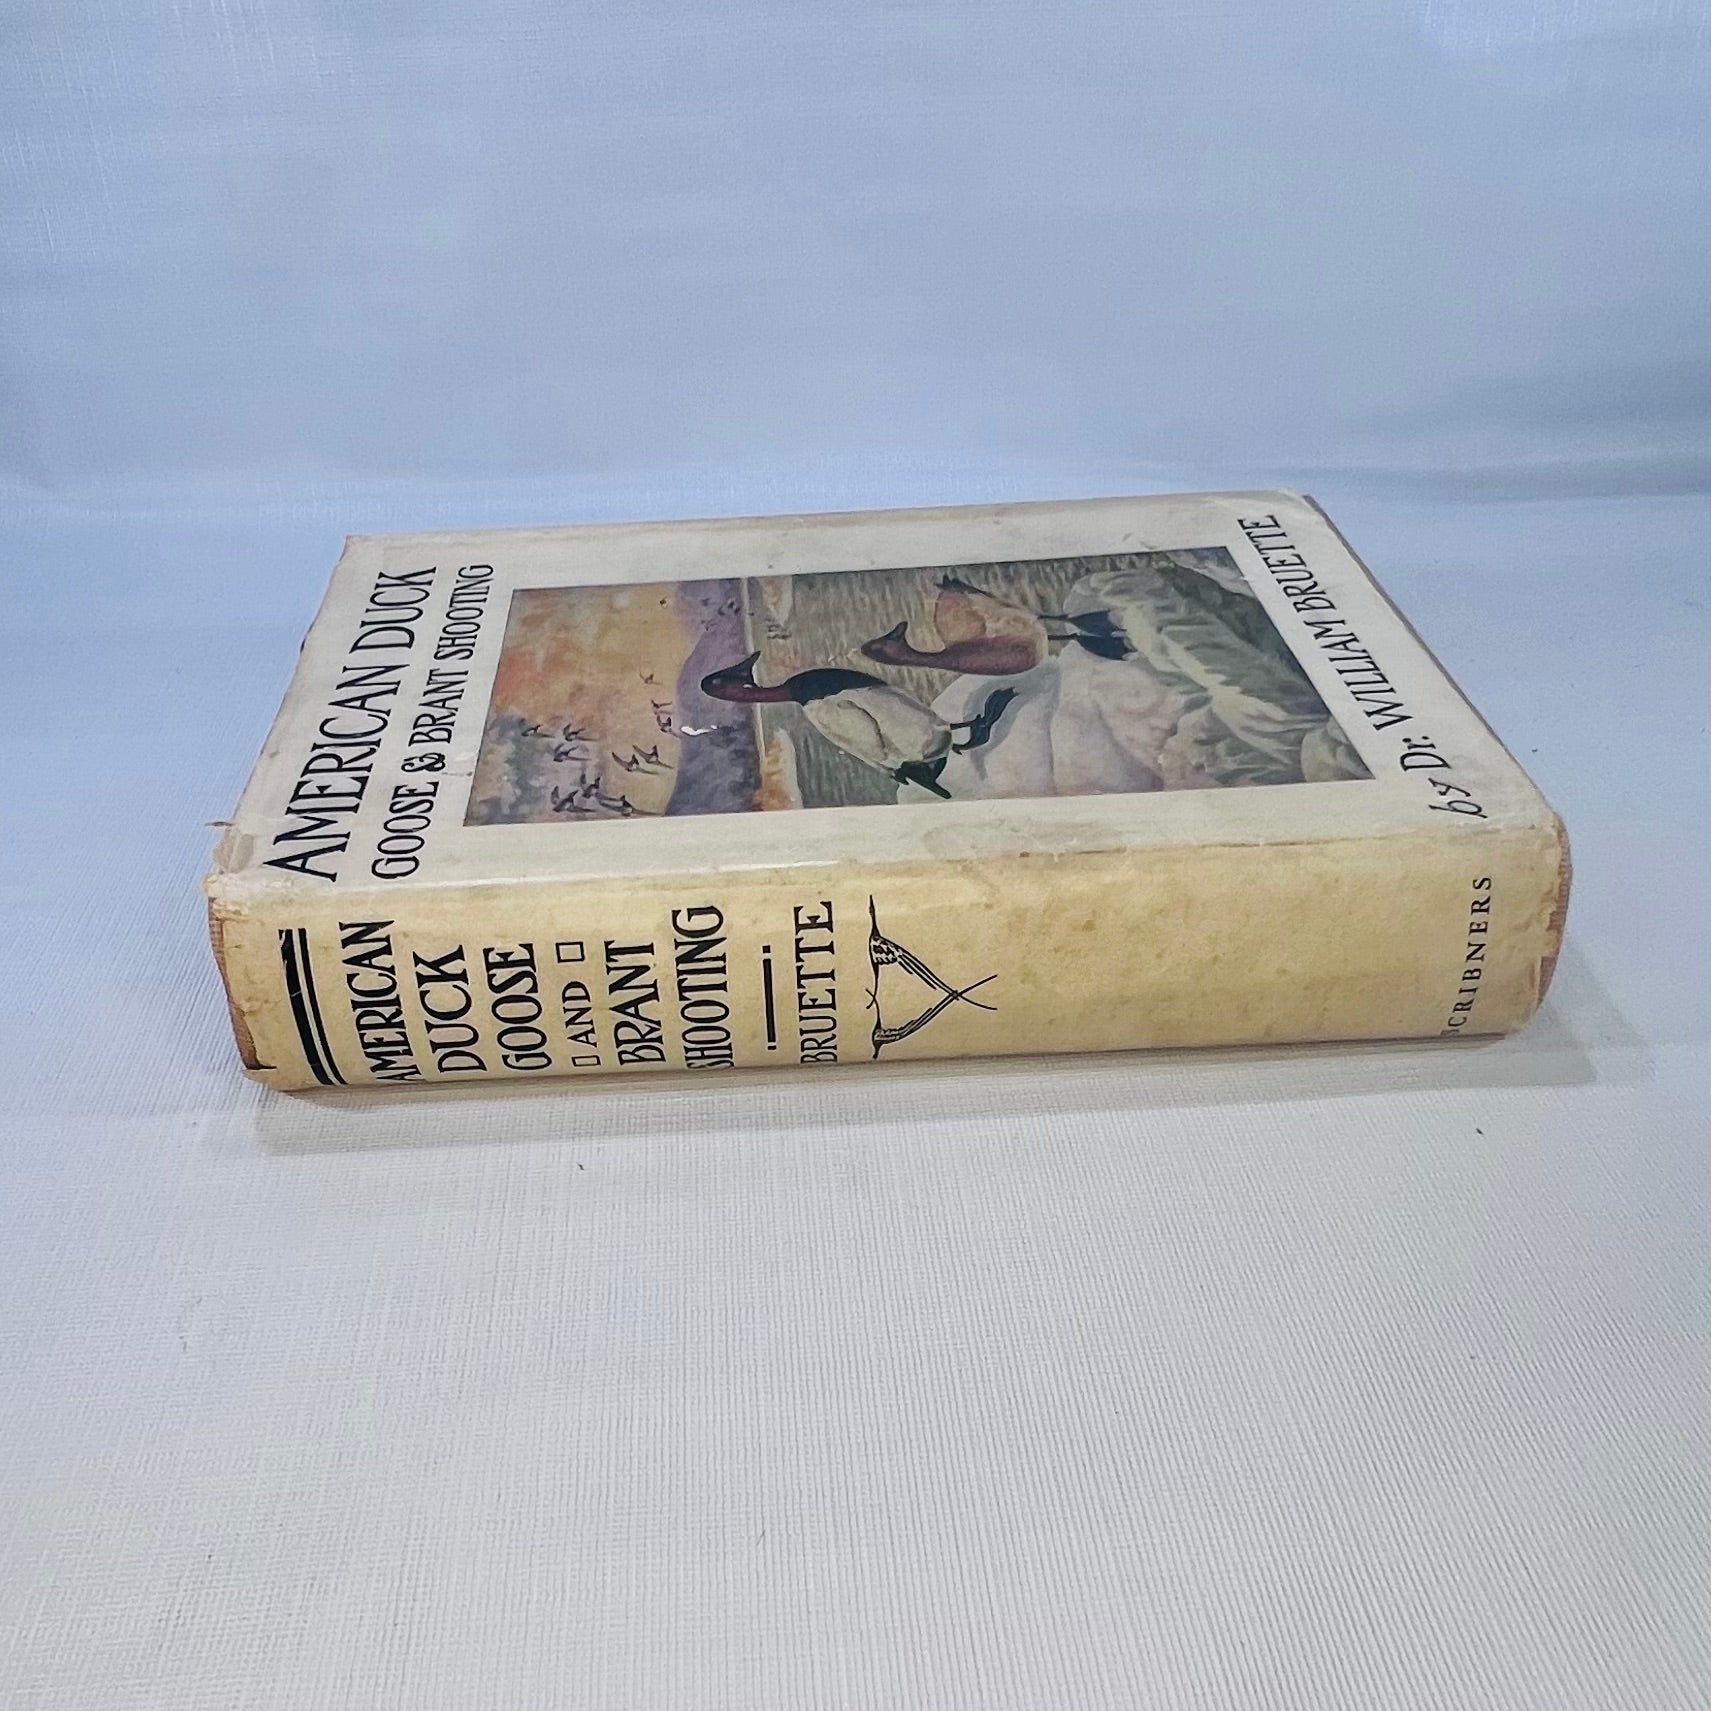 AMERICAN DUCK
GOOSE & BRANT SHOOTING
by Dr. WILLIAM BRUETTE
AMERICAN
DUCK
GOOSE
AND
BRANT
SHOOTING
BRUETTE
SCRIBNERS